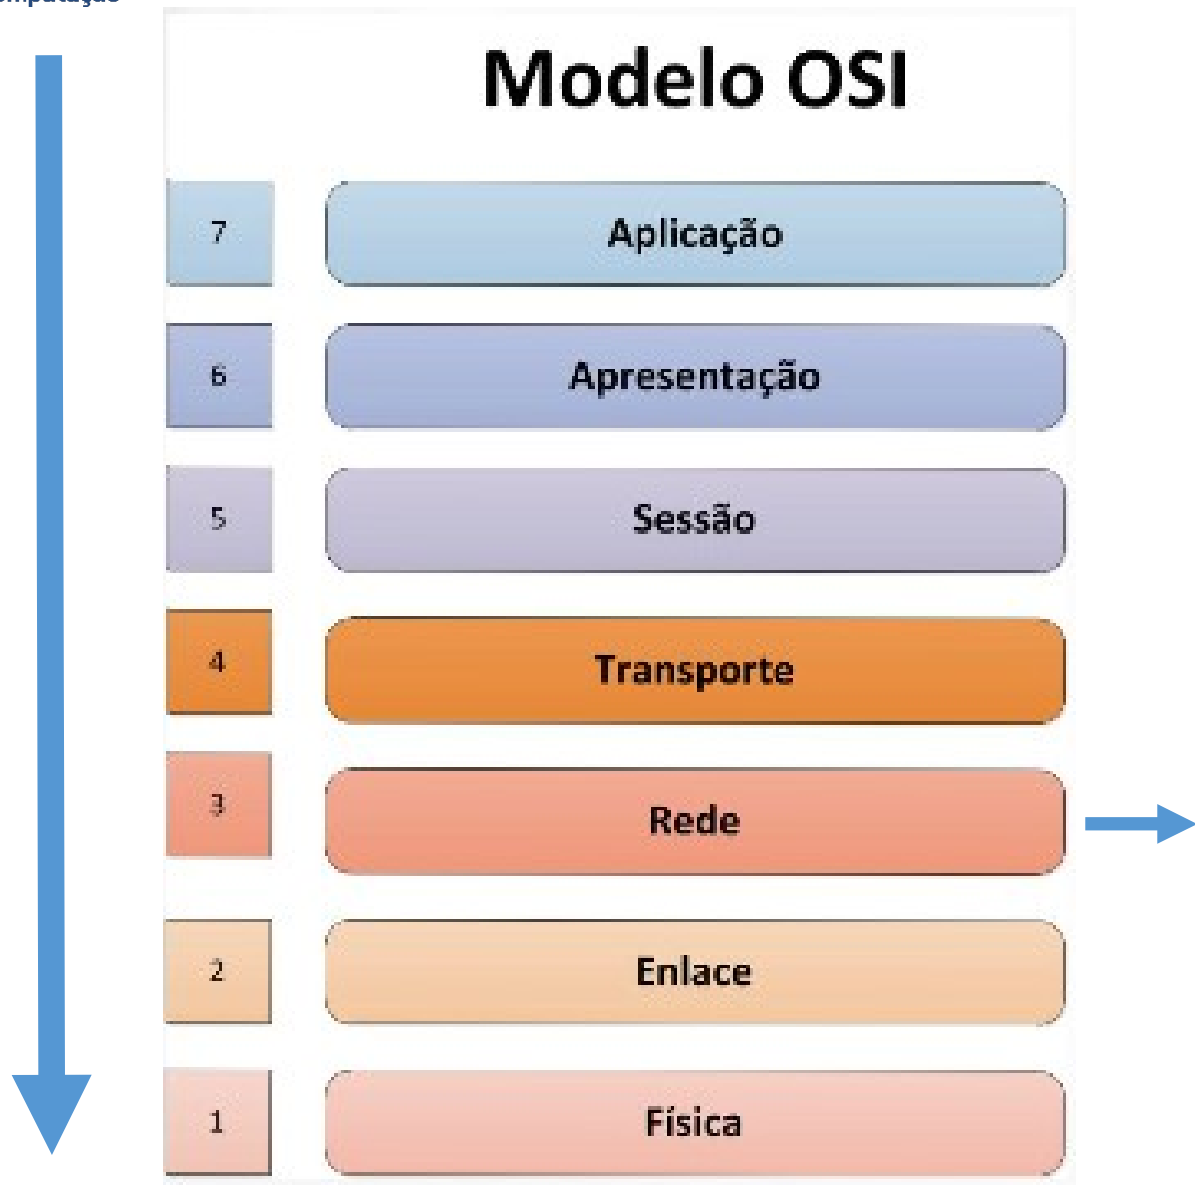 Modelo OSI
7 Aplicação
6 Apresentação
5 Sessão
4 Transporte
3 Rede
2 Enlace
1 Física